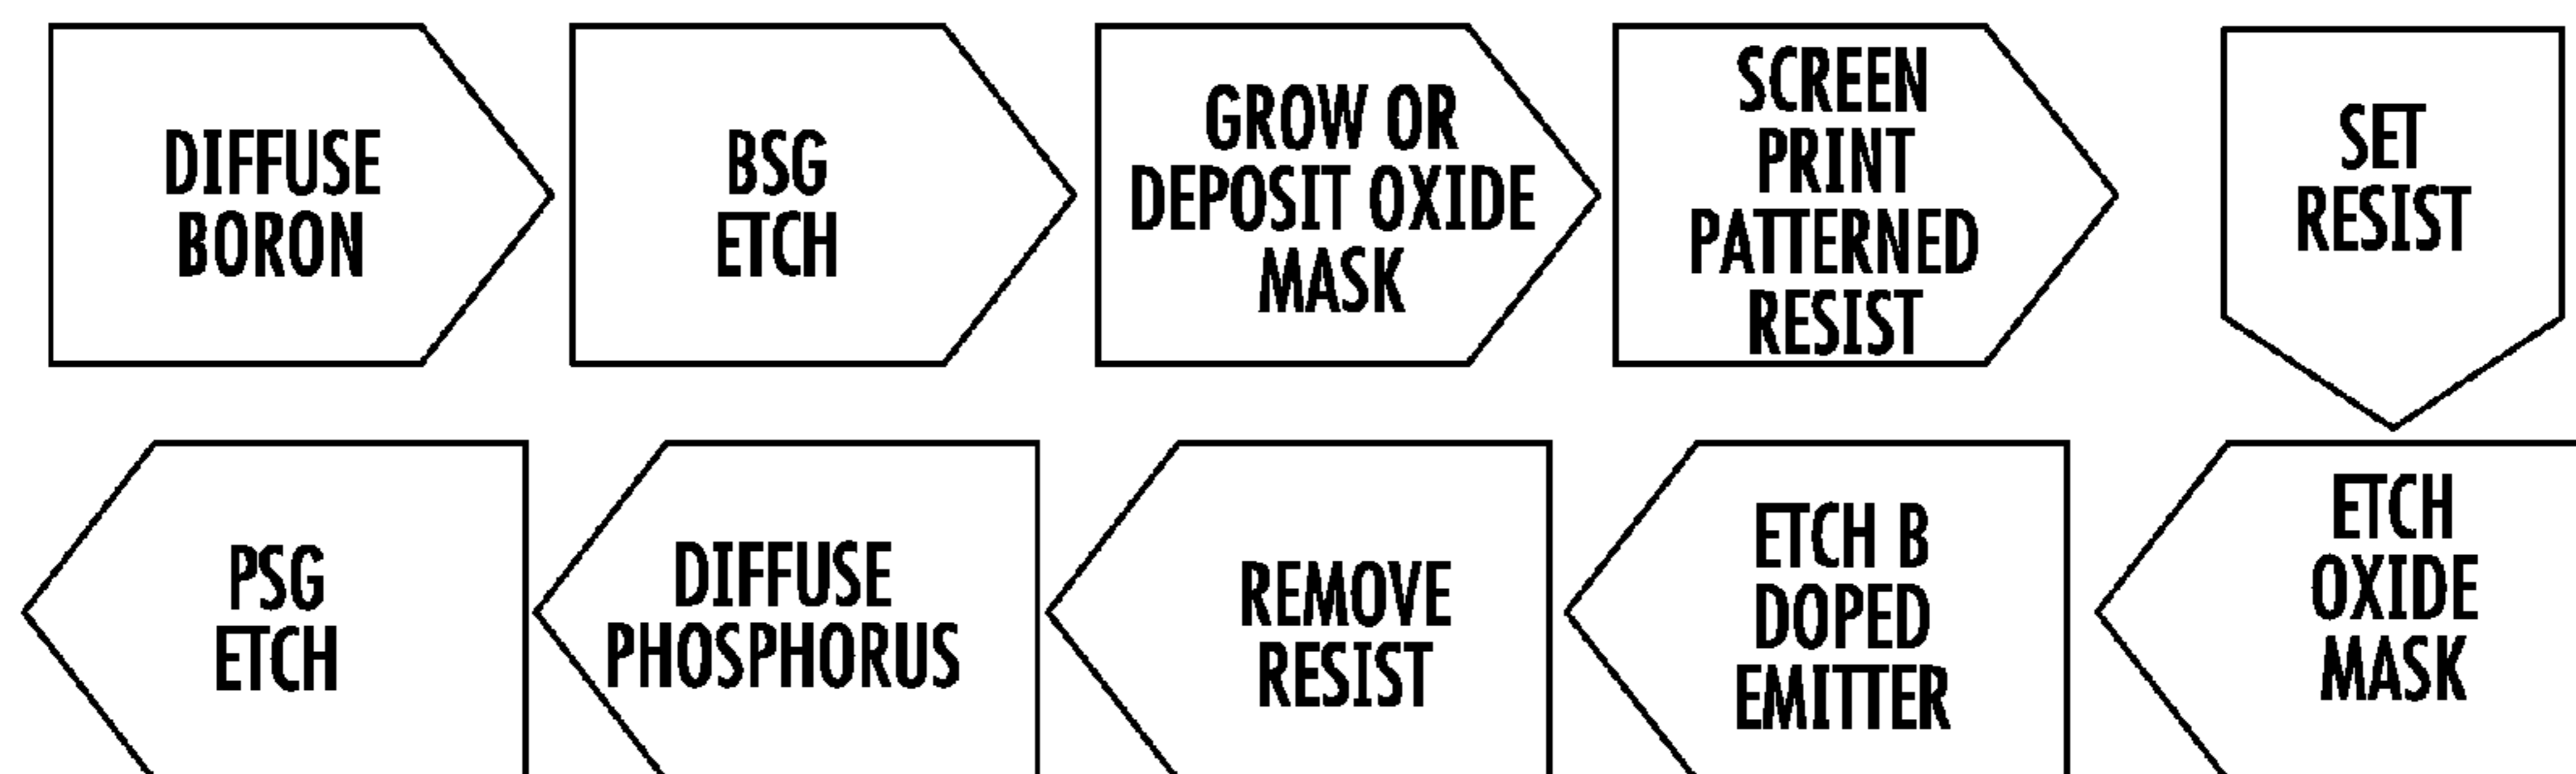 DIFFUSE
BORON
BSG
ETCH
GROW OR
DEPOSIT OXIDE
MASK
SCREEN
PRINT
PATTERNED
RESIST
SET
RESIST
ETCH
OXIDE
MASK
ETCH B
DOPED
EMITTER
REMOVE
RESIST
DIFFUSE
PHOSPHORUS
PSG
ETCH